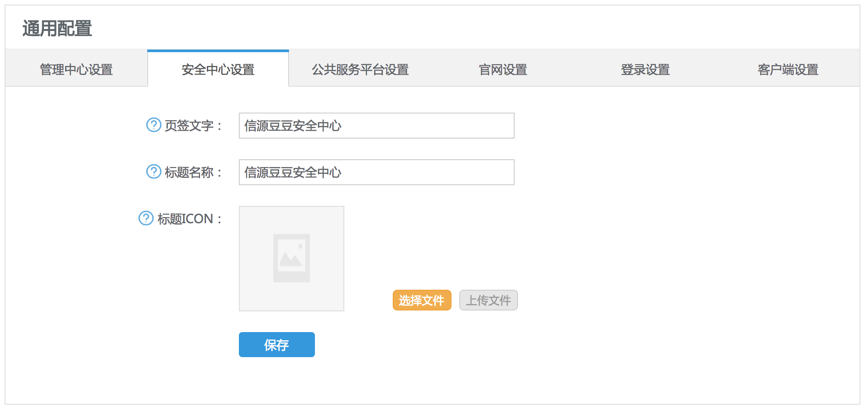 通用配置
管理中心设置 安全中心设置 公共服务平台设置 官网设置 登录设置 客户端设置
? 页签文字： 信源豆豆安全中心
? 标题名称： 信源豆豆安全中心
? 标题ICON：
选择文件 上传文件
保存